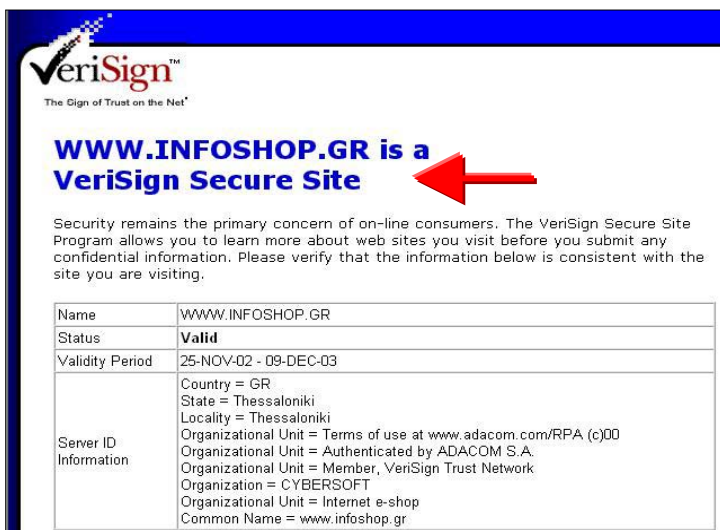 VeriSign™
The Sign of Trust on the Net
WWW.INFOSHOP.GR is a
VeriSign Secure Site
Security remains the primary concern of on-line consumers. The VeriSign Secure Site
Program allows you to learn more about web sites you visit before you submit any
confidential information. Please verify that the information below is consistent with the
site you are visiting.
Name WWW.INFOSHOP.GR
Status Valid
Validity Period 25-NOV-02 - 09-DEC-03
Server ID Information
Country = GR
State = Thessaloniki
Locality = Thessaloniki
Organizational Unit = Terms of use at www.adacom.com/RPA (c)00
Organizational Unit = Authenticated by ADACOM S.A.
Organizational Unit = Member, VeriSign Trust Network
Organization = CYBERSOFT
Organizational Unit = Internet e-shop
Common Name = www.infoshop.gr